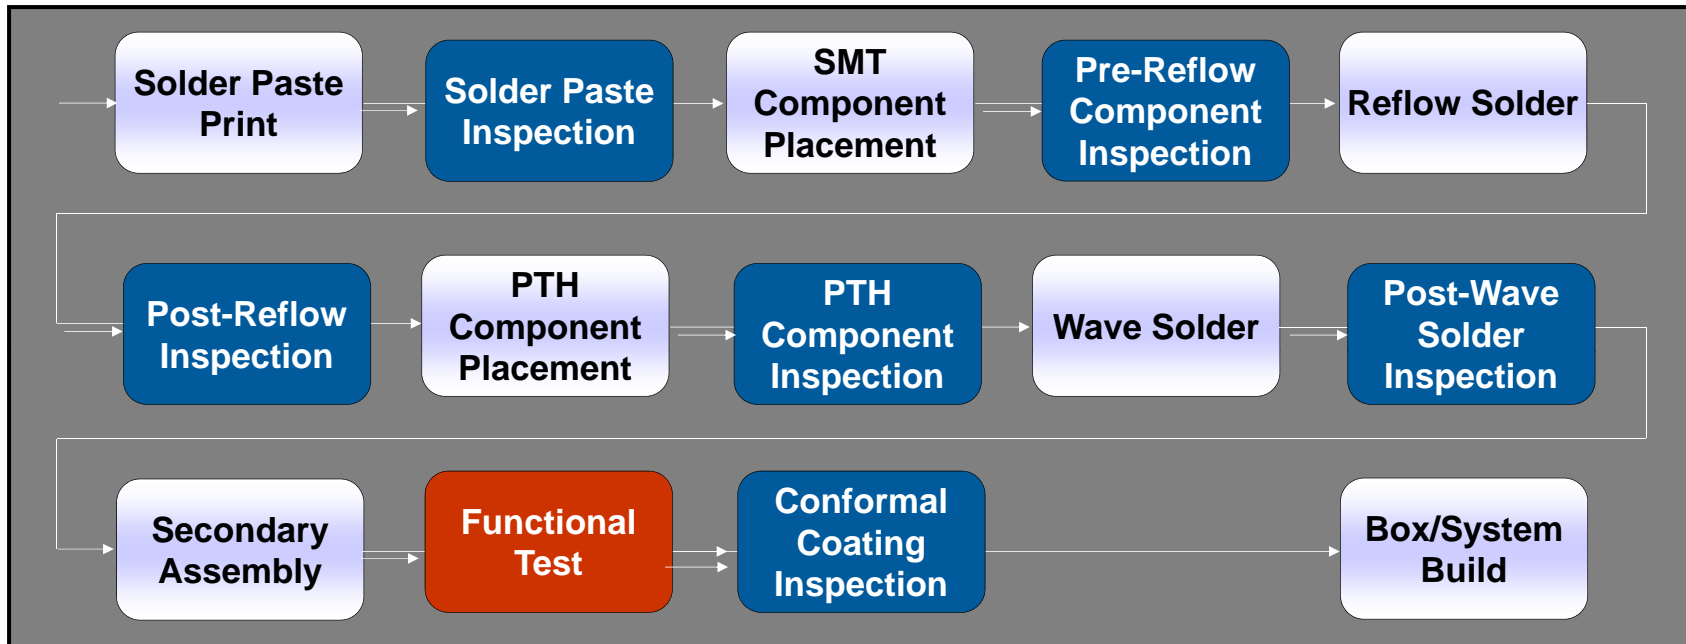 Solder Paste
Print
Solder Paste
Inspection
SMT
Component
Placement
Pre-Reflow
Component
Inspection
Reflow Solder
Post-Reflow
Inspection
PTH
Component
Placement
PTH
Component
Inspection
Wave Solder
Post-Wave
Solder
Inspection
Secondary
Assembly
Functional
Test
Conformal
Coating
Inspection
Box/System
Build